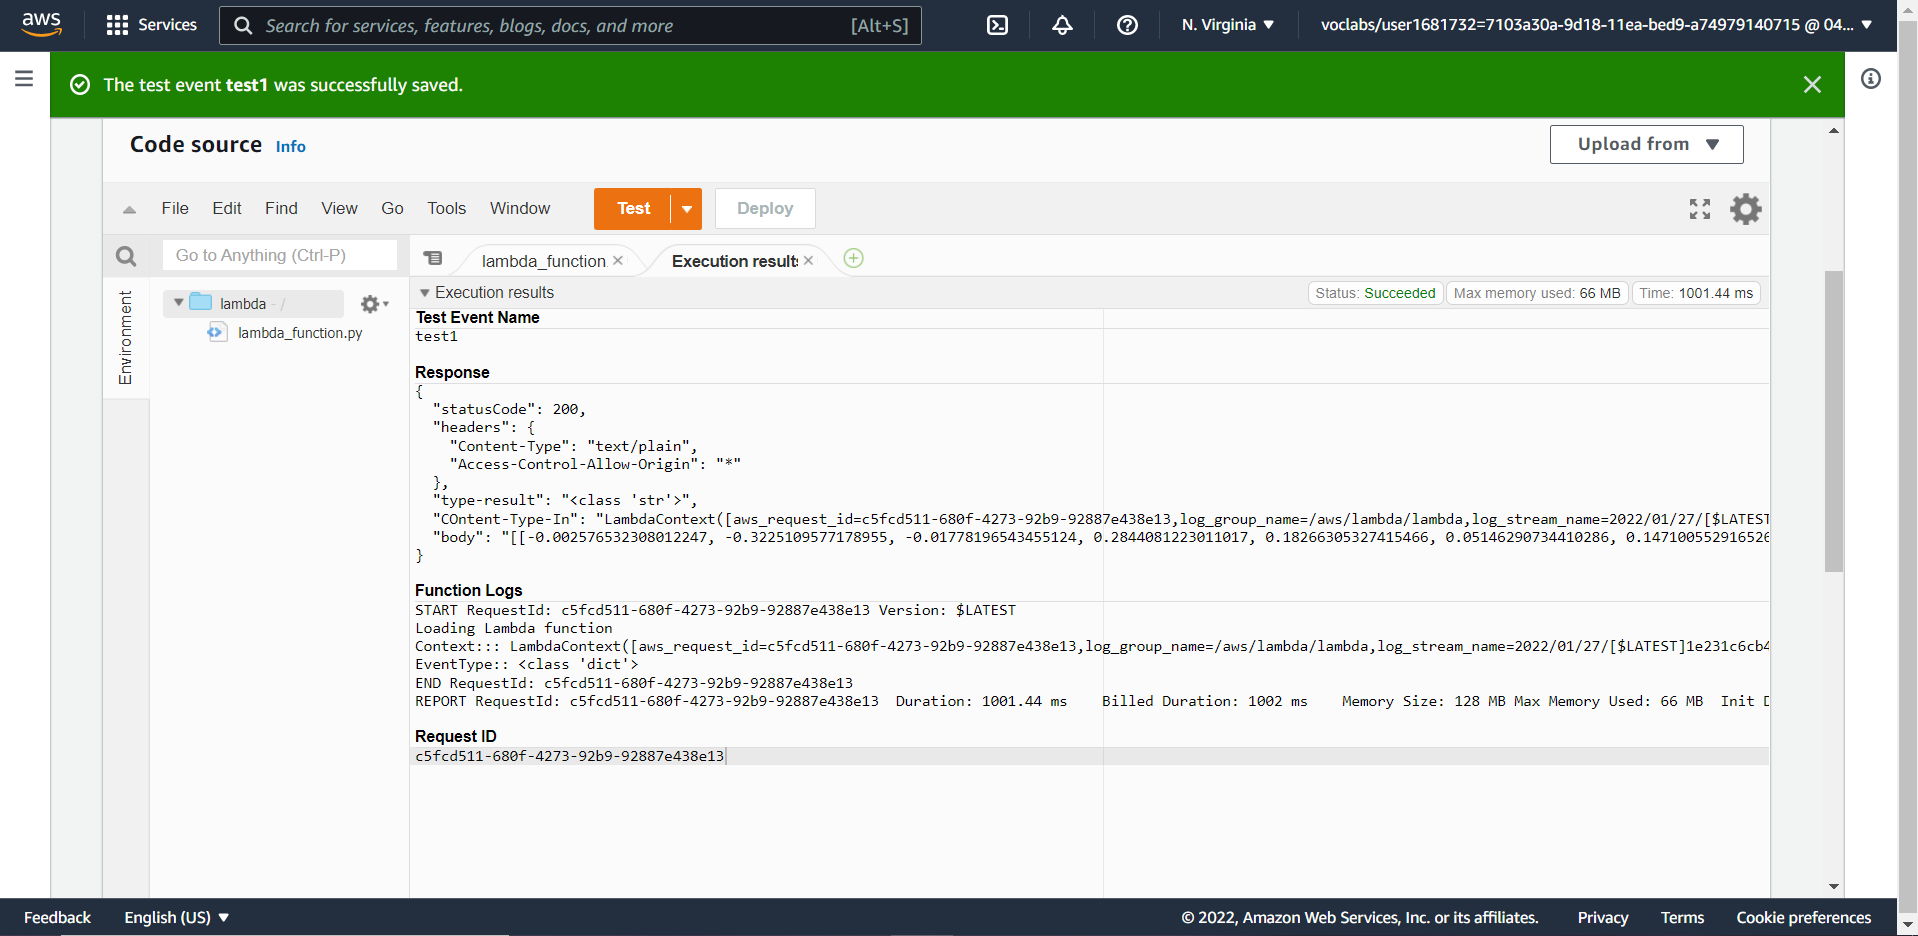 aws
Services
Search for services, features, blogs, docs, and more
[Alt+S]
N. Virginia
voclabs/user1681732=7103a30a-9d18-11ea-bed9-a74979140715 @ 04...
The test event test1 was successfully saved.
Code source Info
Upload from
File Edit Find View Go Tools Window
Test
Deploy
Go to Anything (Ctrl-P)
lambda_function
Execution results
Environment
lambda - /
lambda_function.py
Execution results
Status: Succeeded
Max memory used: 66 MB
Time: 1001.44 ms
Test Event Name
test1
Response
{
"statusCode": 200,
"headers": {
"Content-Type": "text/plain",
"Access-Control-Allow-Origin": "*"
},
"type-result": "<class 'str'>",
"COntent-Type-In": "LambdaContext([aws_request_id=c5fcd511-680f-4273-92b9-92887e438e13,log_group_name=/aws/lambda/lambda,log_stream_name=2022/01/27/[$LATEST
"body": "[[-0.002576532308012247, -0.3225109577178955, -0.01778196543455124, 0.2844081223011017, 0.18266305327415466, 0.05146290734410286, 0.147100552916526
}
Function Logs
START RequestId: c5fcd511-680f-4273-92b9-92887e438e13 Version: $LATEST
Loading Lambda function
Context::: LambdaContext([aws_request_id=c5fcd511-680f-4273-92b9-92887e438e13,log_group_name=/aws/lambda/lambda,log_stream_name=2022/01/27/[$LATEST]1e231c6cb4
EventType:: <class 'dict'>
END RequestId: c5fcd511-680f-4273-92b9-92887e438e13
REPORT RequestId: c5fcd511-680f-4273-92b9-92887e438e13 Duration: 1001.44 ms Billed Duration: 1002 ms Memory Size: 128 MB Max Memory Used: 66 MB Init D
Request ID
c5fcd511-680f-4273-92b9-92887e438e13
Feedback
English (US)
© 2022, Amazon Web Services, Inc. or its affiliates.
Privacy
Terms
Cookie preferences